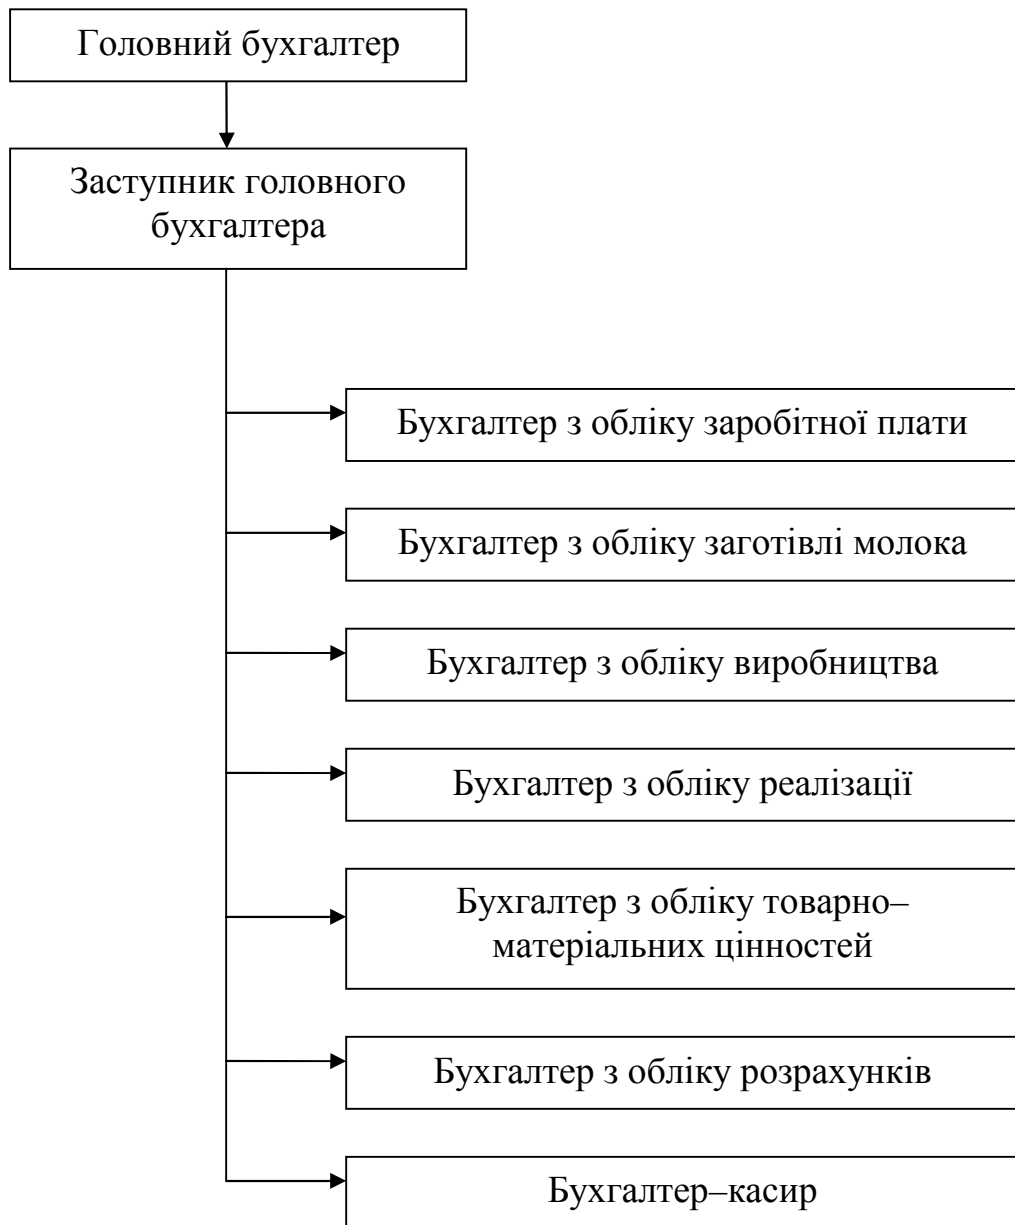 Головний бухгалтер
Заступник головного
бухгалтера
Бухгалтер з обліку заробітної плати
Бухгалтер з обліку заготівлі молока
Бухгалтер з обліку виробництва
Бухгалтер з обліку реалізації
Бухгалтер з обліку товарно–
матеріальних цінностей
Бухгалтер з обліку розрахунків
Бухгалтер–касир